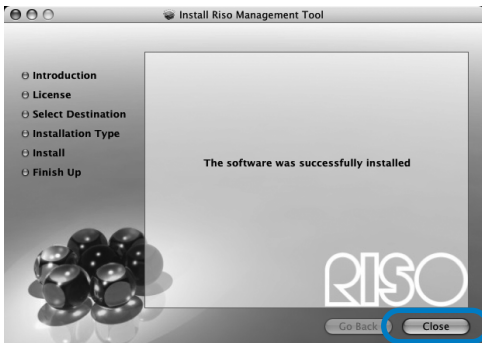 Install Riso Management Tool
Introduction
License
Select Destination
Installation Type
Install
Finish Up
The software was successfully installed
RISO
Go Back
Close